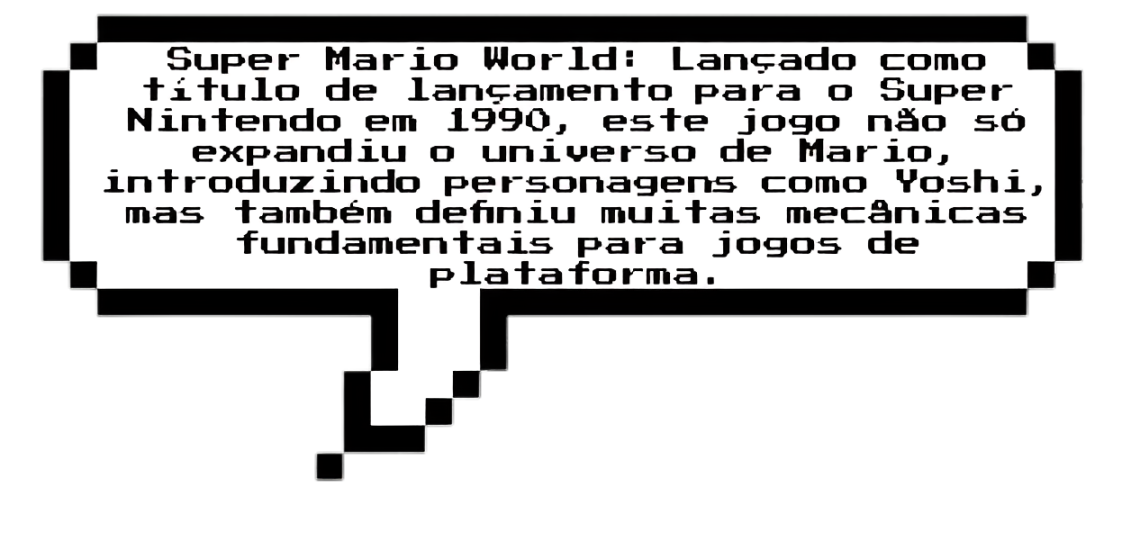 Super Mario World: Lançado como
título de lançamento para o Super
Nintendo em 1990, este jogo não só
expandiu o universo de Mario,
introduzindo personagens como Yoshi,
mas também definiu muitas mecânicas
fundamentais para jogos de
plataforma.